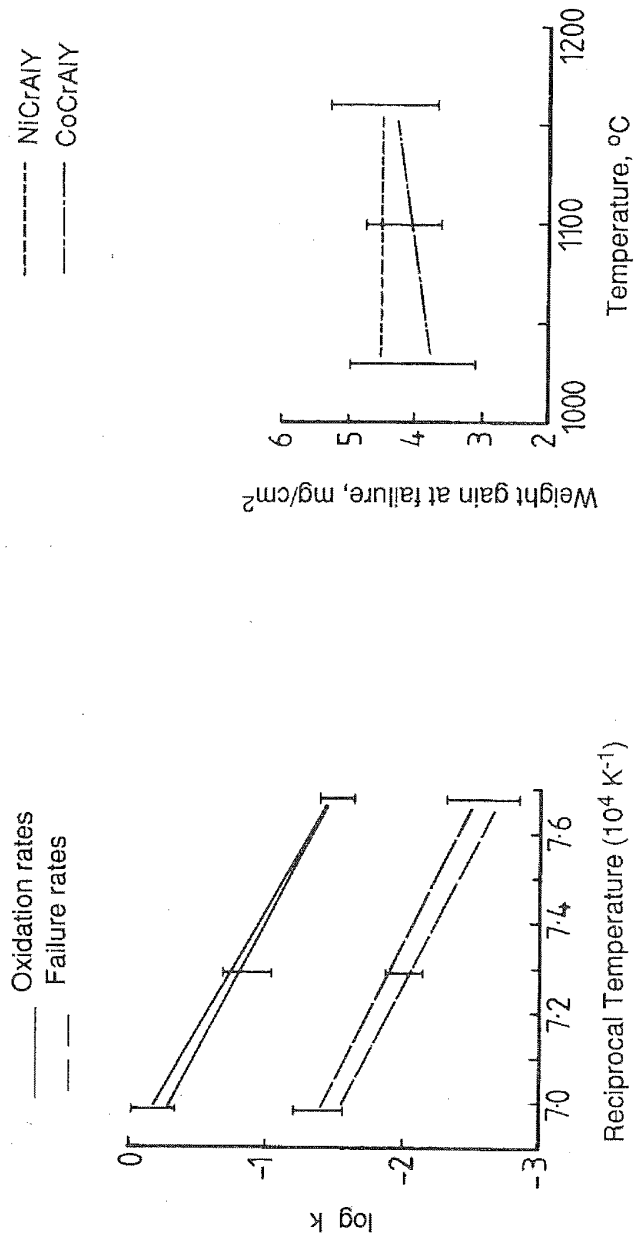 Oxidation rates
Failure rates
log k
0
-1
-2
-3
7·0
7·2
7·4
7·6
Reciprocal Temperature (10⁴ K⁻¹)
NiCrAlY
CoCrAlY
Weight gain at failure, mg/cm²
6
5
4
3
2
1000
1100
1200
Temperature, °C